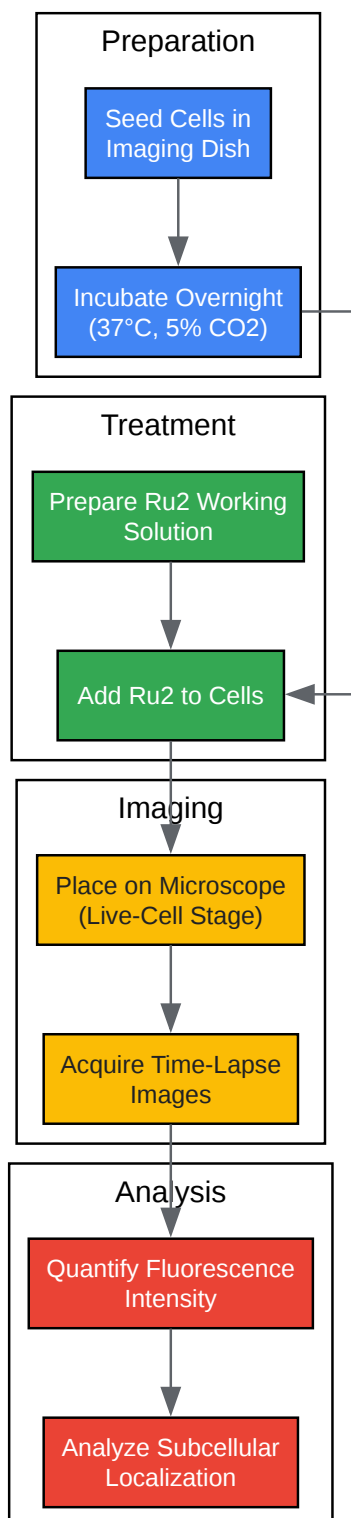 Preparation
Seed Cells in
Imaging Dish
Incubate Overnight
(37°C, 5% CO2)
Treatment
Prepare Ru2 Working
Solution
Add Ru2 to Cells
Imaging
Place on Microscope
(Live-Cell Stage)
Acquire Time-Lapse
Images
Analysis
Quantify Fluorescence
Intensity
Analyze Subcellular
Localization